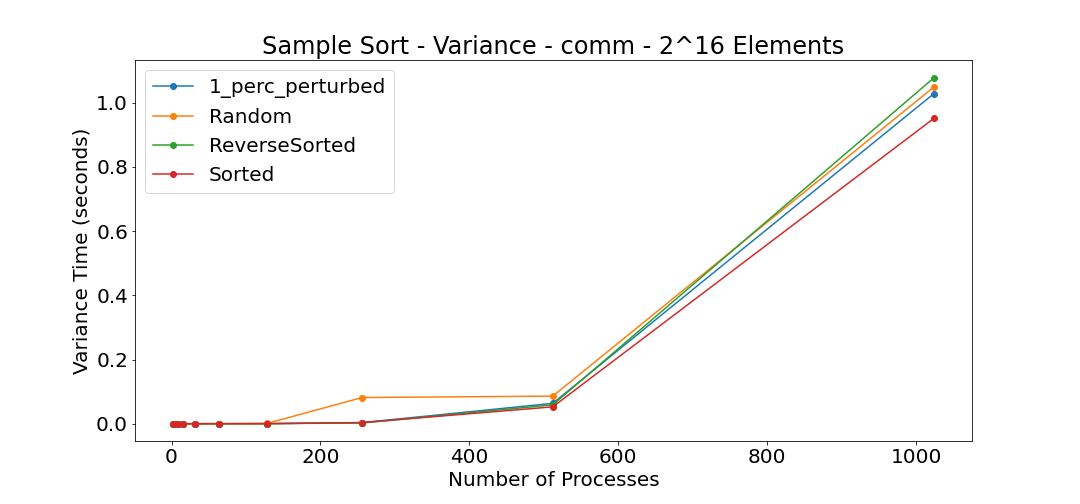 Sample Sort - Variance - comm - 2^16 Elements
1_perc_perturbed
Random
ReverseSorted
Sorted
Variance Time (seconds)
1.0
0.8
0.6
0.4
0.2
0.0
0 200 400 600 800 1000
Number of Processes